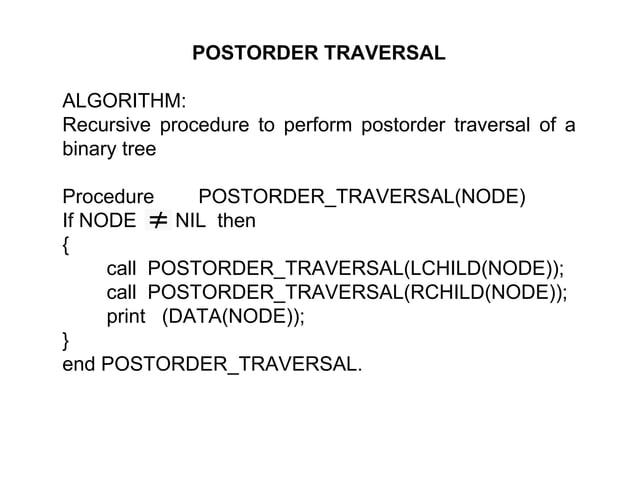 POSTORDER TRAVERSAL
ALGORITHM:
Recursive procedure to perform postorder traversal of a
binary tree
Procedure POSTORDER_TRAVERSAL(NODE)
If NODE ≠ NIL then
{
call POSTORDER_TRAVERSAL(LCHILD(NODE));
call POSTORDER_TRAVERSAL(RCHILD(NODE));
print (DATA(NODE));
}
end POSTORDER_TRAVERSAL.